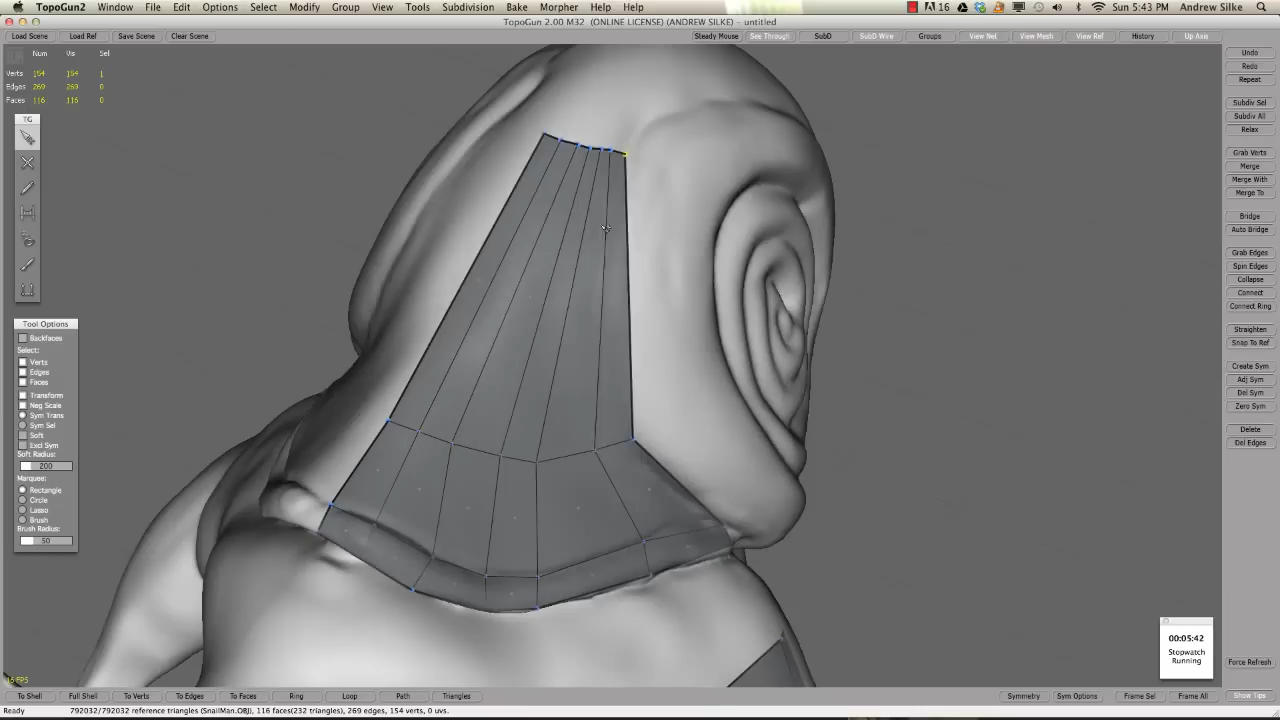 TopoGun2 Window File Edit Options Select Modify Group View Tools Subdivision Bake Morpher Help Help 16 Sun 5:43 PM Andrew Silke
TopoGun 2.00 M32 (ONLINE LICENSE) (ANDREW SILKE) - untitled
Load Scene Load Ref Save Scene Clear Scene Steady Mouse See Through SubD SubD Wire Groups View Nei View Mesh View Ref History Up Axis
Num Vis Sel
Verts 154 154 1
Edges 269 269 0
Faces 116 116 0
TG
Tool Options
Backfaces
Select:
Verts
Edges
Faces
Transform
Neg Scale
Sym Trans
Sym Sel
Soft
Excl Sym
Soft Radius:
200
Marquee:
Rectangle
Circle
Lasso
Brush
Brush Radius:
50
Undo
Redo
Repeat
Subdiv Sel
Subdiv All
Relax
Grab Verts
Merge
Merge With
Merge To
Bridge
Auto Bridge
Grab Edges
Spin Edges
Collapse
Connect
Connect Ring
Straighten
Snap To Ref
Create Sym
Adj Sym
Del Sym
Zero Sym
Delete
Del Edges
00:05:42
Stopwatch
Running
Force Refresh
15 FPS
To Shell Full Shell To Verts To Edges To Faces Ring Loop Path Triangles Symmetry Sym Options Frame Sel Frame All Show Tips
Ready 792032/792032 reference triangles (SnailMan.OBJ), 116 faces(232 triangles), 269 edges, 154 verts, 0 uvs.